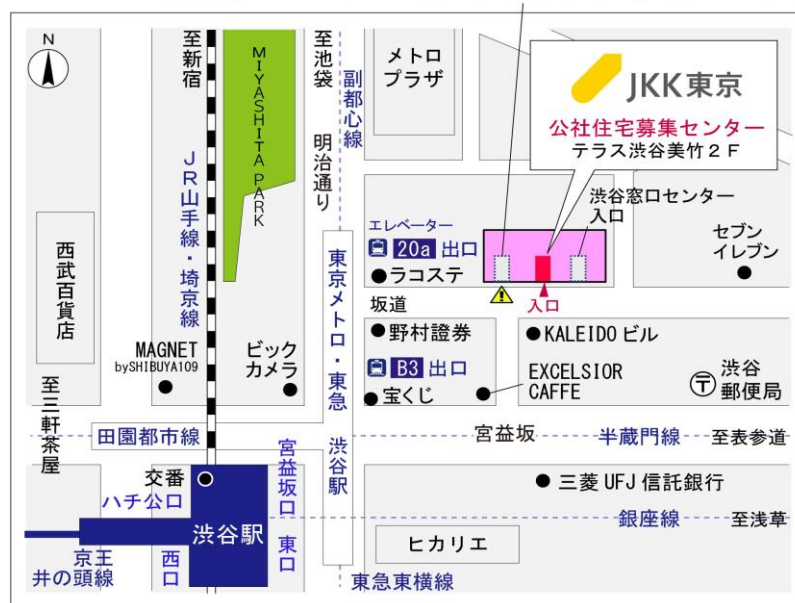 N
至新宿
MIYASHITA PARK
至池袋
副都心線
明治通り
メトロ
プラザ
JKK東京
公社住宅募集センター
テラス渋谷美竹2F
渋谷窓口センター
入口
セブン
イレブン
JR山手線・埼京線
西武百貨店
エレベーター
20a 出口
ラコステ
!
入口
坂道
東京メトロ・東急 渋谷駅
野村證券
B3 出口
宝くじ
KALEIDOビル
EXCELSIOR
CAFFE
〒
渋谷
郵便局
MAGNET
bySHIBUYA109
ビック
カメラ
至三軒茶屋
田園都市線
宮益坂
半蔵門線
至表参道
交番
ハチ公口
宮益坂口
三菱UFJ信託銀行
渋谷駅
銀座線
至浅草
京王
井の頭線
西口
東口
ヒカリエ
東急東横線